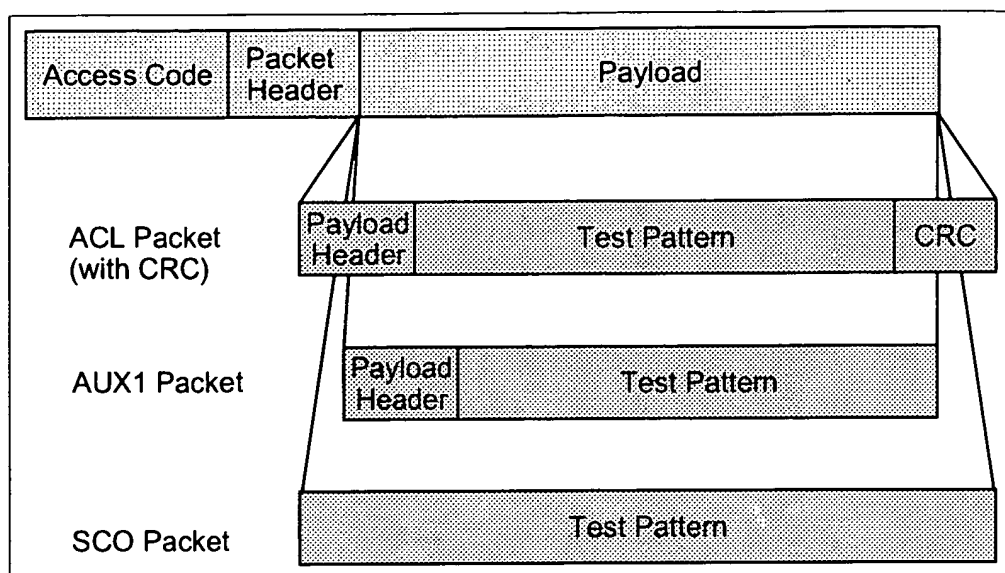 Access Code
Packet
Header
Payload
ACL Packet
(with CRC)
Payload
Header
Test Pattern
CRC
AUX1 Packet
Payload
Header
Test Pattern
SCO Packet
Test Pattern